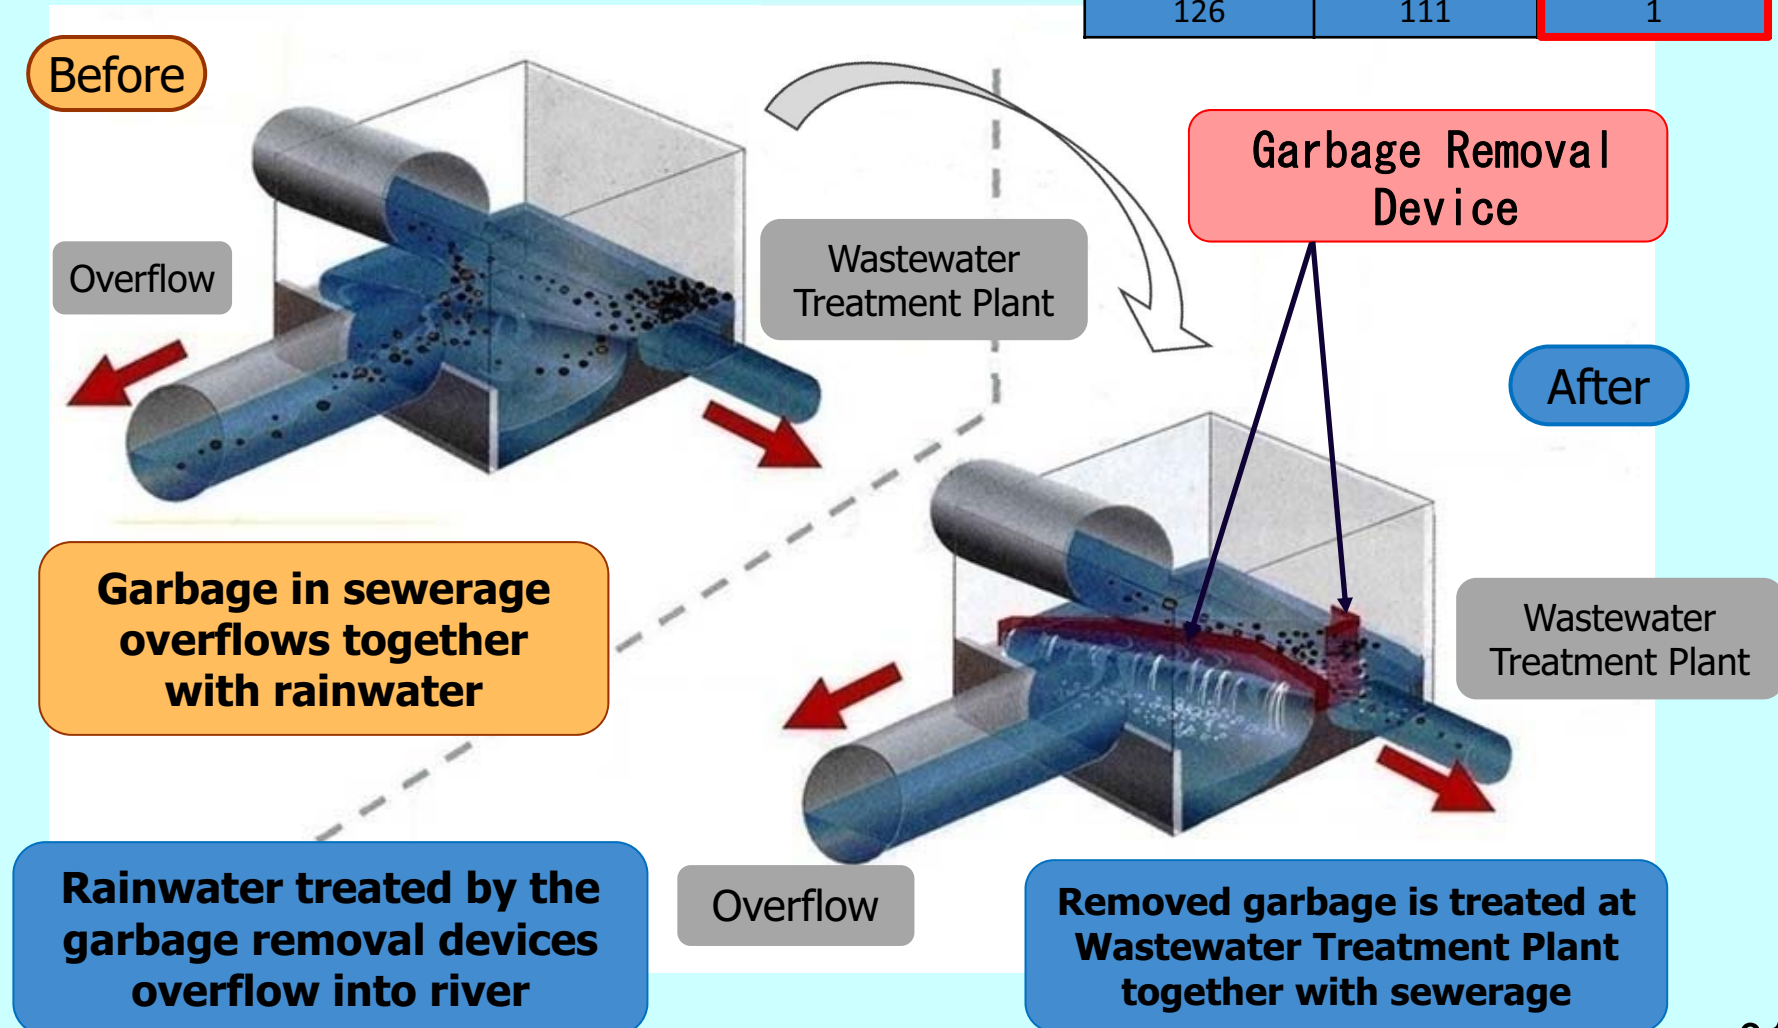 126 111 1
Before
Garbage Removal
Device
Overflow
Wastewater
Treatment Plant
After
Garbage in sewerage
overflows together
with rainwater
Wastewater
Treatment Plant
Rainwater treated by the
garbage removal devices
overflow into river
Overflow
Removed garbage is treated at
Wastewater Treatment Plant
together with sewerage